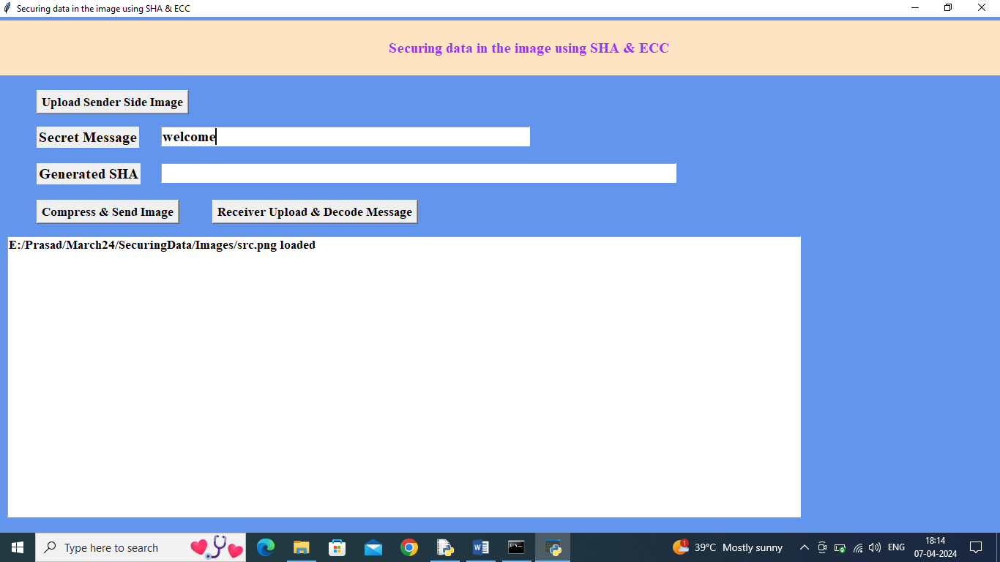 Securing data in the image using SHA & ECC
Securing data in the image using SHA & ECC
Upload Sender Side Image
Secret Message
welcome
Generated SHA
Compress & Send Image
Receiver Upload & Decode Message
E:/Prasad/March24/SecuringData/Images/src.png loaded
Type here to search
1
39°C Mostly sunny
ENG
18:14
07-04-2024